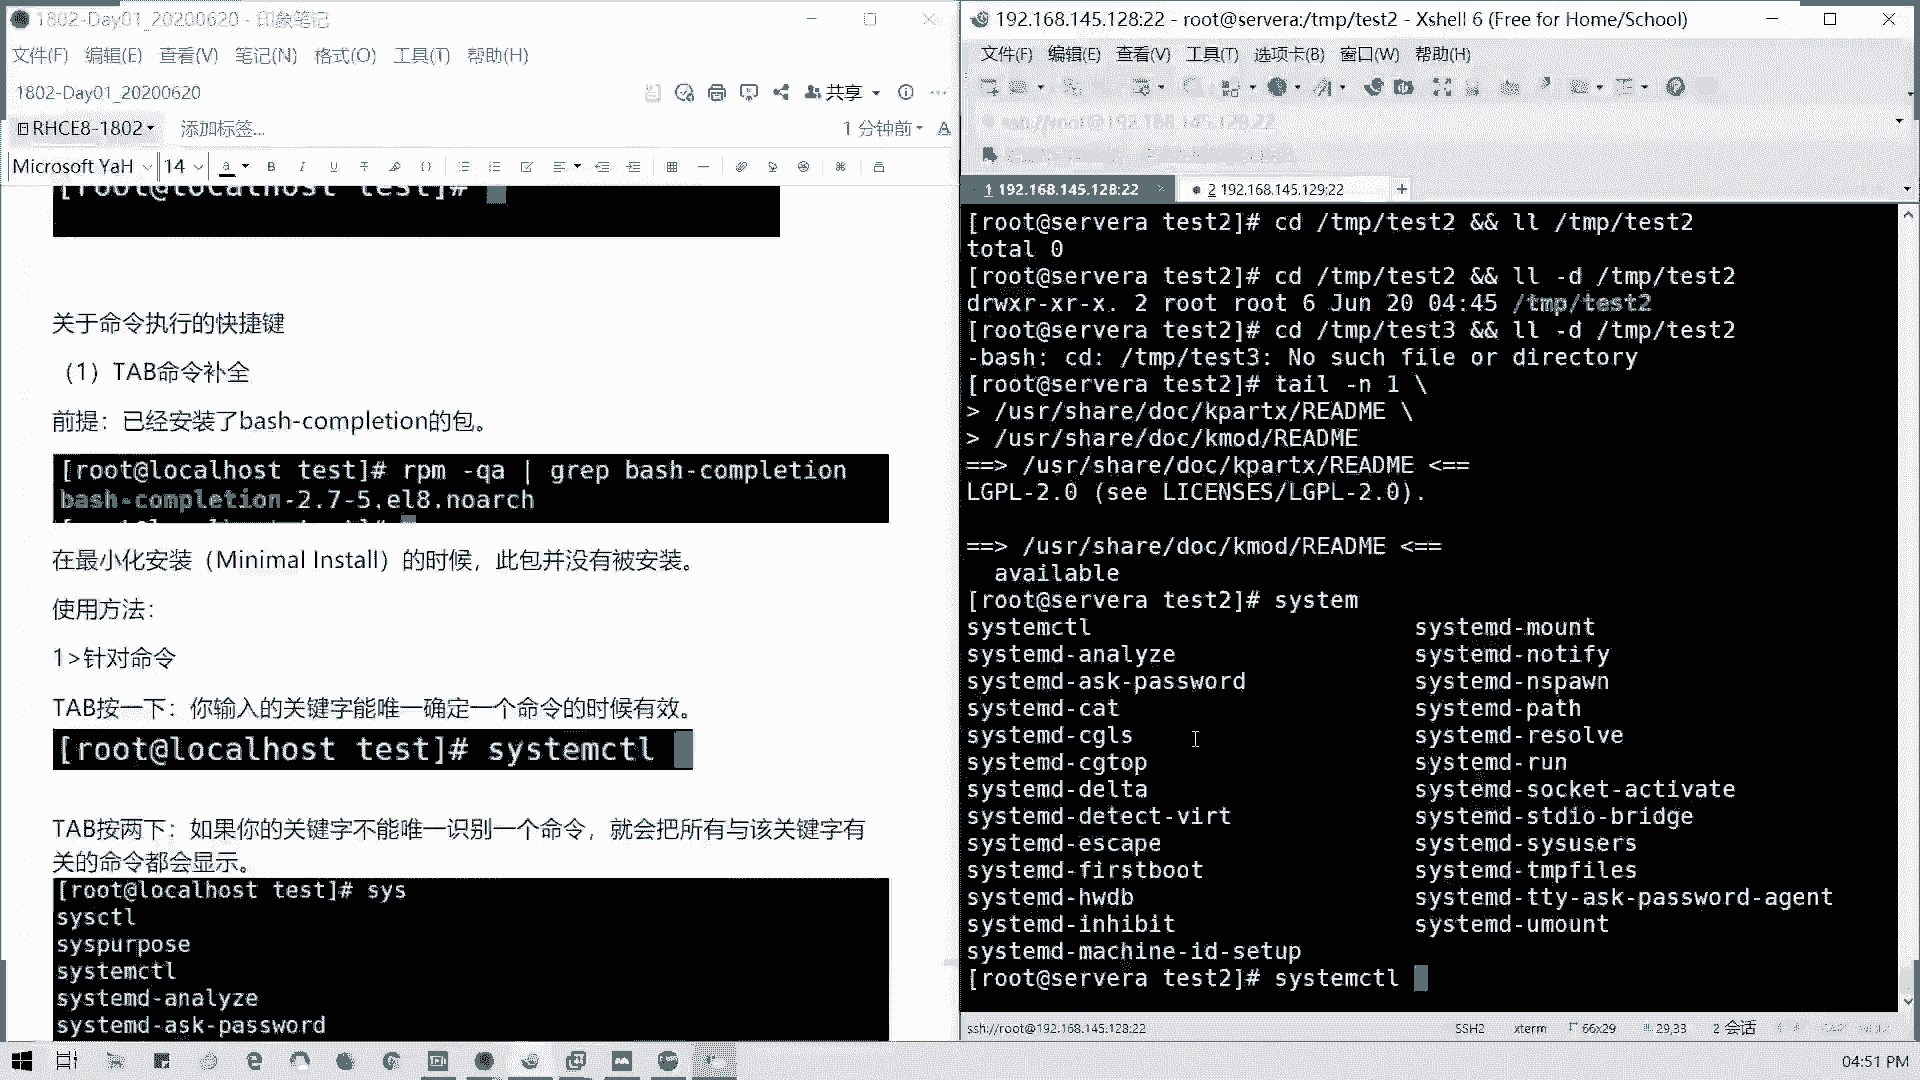 1802-Day01_20200620 - 印象笔记
文件(F) 编辑(E) 查看(V) 笔记(N) 格式(O) 工具(T) 帮助(H)
1802-Day01_20200620
共享
RHCE8-1802 添加标签... 1 分钟前
Microsoft YaH 14
[root@localhost test]#
关于命令执行的快捷键
（1）TAB命令补全
前提：已经安装了bash-completion的包。
[root@localhost test]# rpm -qa | grep bash-completion
bash-completion-2.7-5.el8.noarch
在最小化安装（Minimal Install）的时候，此包并没有被安装。
使用方法：
1>针对命令
TAB按一下：你输入的关键字能唯一确定一个命令的时候有效。
[root@localhost test]# systemctl
TAB按两下：如果你的关键字不能唯一识别一个命令，就会把所有与该关键字有
关的命令都会显示。
[root@localhost test]# sys
sysctl
syspurpose
systemctl
systemd-analyze
systemd-ask-password
192.168.145.128:22 - root@servera:/tmp/test2 - Xshell 6 (Free for Home/School)
文件(F) 编辑(E) 查看(V) 工具(T) 选项卡(B) 窗口(W) 帮助(H)
ssh://root@192.168.145.128:22
1 192.168.145.128:22 × 2 192.168.145.129:22 +
[root@servera test2]# cd /tmp/test2 && ll /tmp/test2
total 0
[root@servera test2]# cd /tmp/test2 && ll -d /tmp/test2
drwxr-xr-x. 2 root root 6 Jun 20 04:45 /tmp/test2
[root@servera test2]# cd /tmp/test3 && ll -d /tmp/test2
-bash: cd: /tmp/test3: No such file or directory
[root@servera test2]# tail -n 1 \
> /usr/share/doc/kpartx/README \
> /usr/share/doc/kmod/README
==> /usr/share/doc/kpartx/README <==
LGPL-2.0 (see LICENSES/LGPL-2.0).
==> /usr/share/doc/kmod/README <==
available
[root@servera test2]# system
systemctl systemd-mount
systemd-analyze systemd-notify
systemd-ask-password systemd-nspawn
systemd-cat systemd-path
systemd-cgls systemd-resolve
systemd-cgtop systemd-run
systemd-delta systemd-socket-activate
systemd-detect-virt systemd-stdio-bridge
systemd-escape systemd-sysusers
systemd-firstboot systemd-tmpfiles
systemd-hwdb systemd-tty-ask-password-agent
systemd-inhibit systemd-umount
systemd-machine-id-setup
[root@servera test2]# systemctl
ssh://root@192.168.145.128:22 SSH2 xterm 66x29 29,33 2 会话
04:51 PM